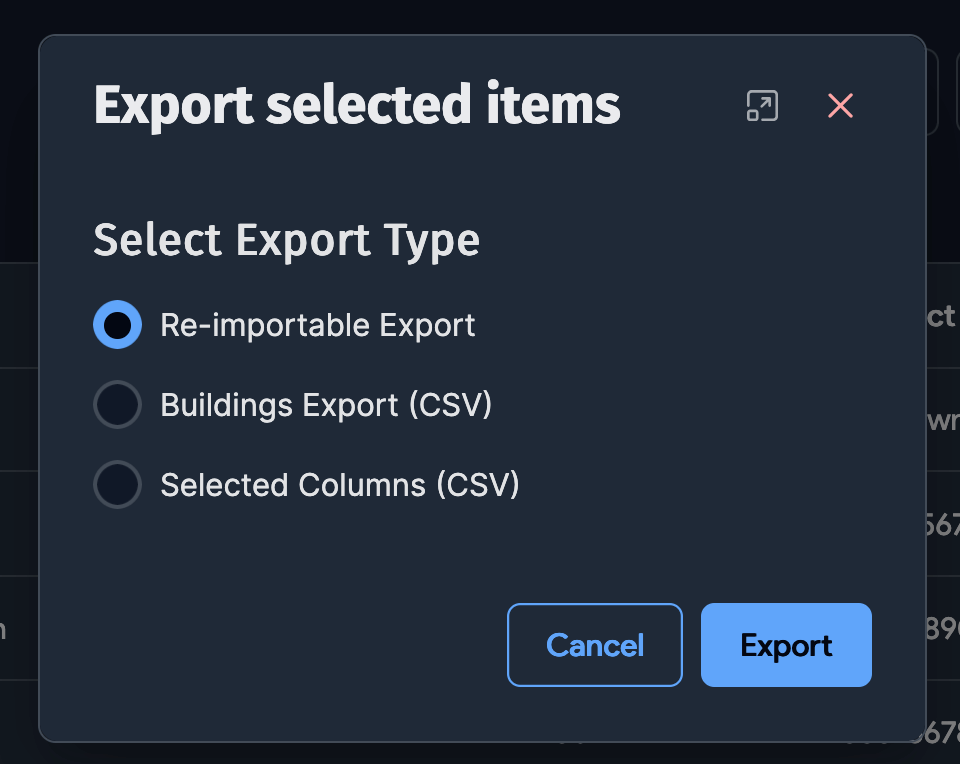 Export selected items
Select Export Type
Re-importable Export
Buildings Export (CSV)
Selected Columns (CSV)
Cancel
Export